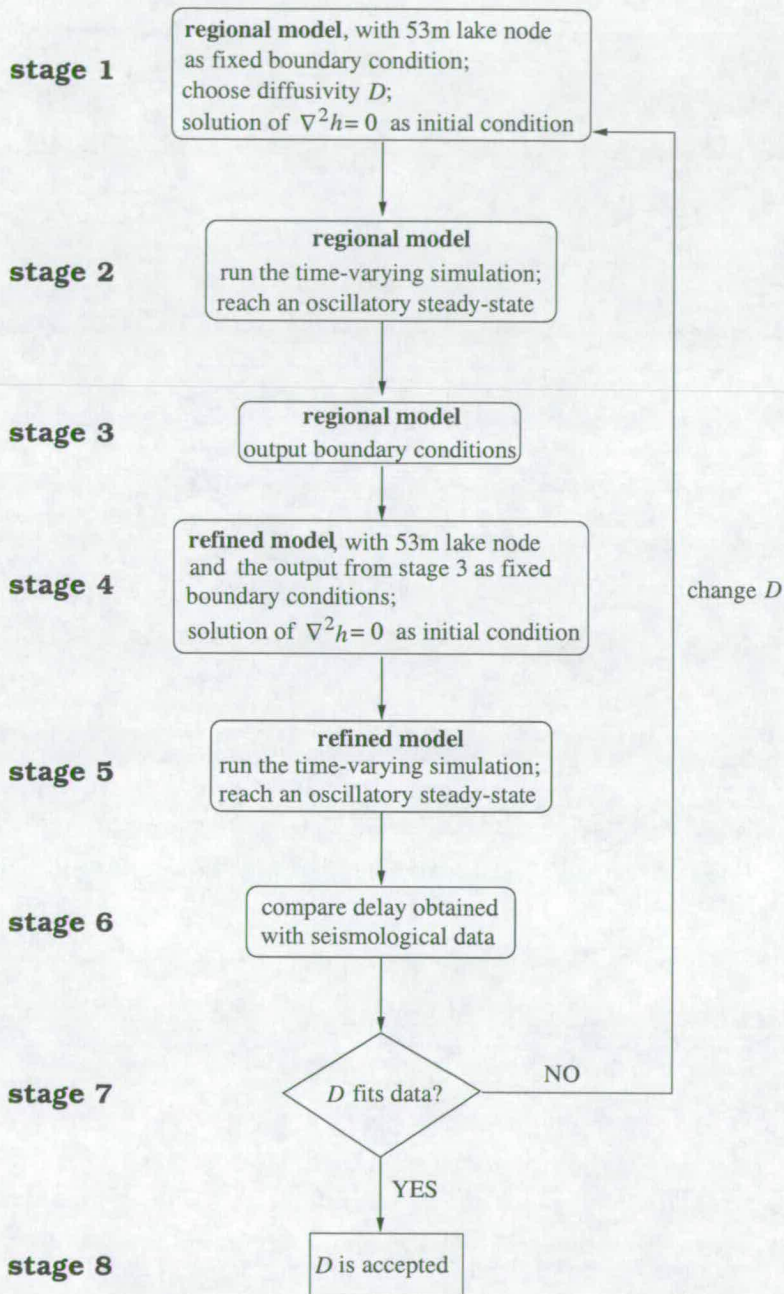 stage 1
regional model, with 53m lake node
as fixed boundary condition;
choose diffusivity D;
solution of ∇²h = 0 as initial condition
stage 2
regional model
run the time-varying simulation;
reach an oscillatory steady-state
stage 3
regional model
output boundary conditions
stage 4
refined model, with 53m lake node
and the output from stage 3 as fixed
boundary conditions;
solution of ∇²h = 0 as initial condition
change D
stage 5
refined model
run the time-varying simulation;
reach an oscillatory steady-state
stage 6
compare delay obtained
with seismological data
stage 7
D fits data?
NO
YES
stage 8
D is accepted